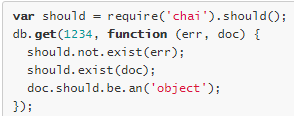 var should = require('chai').should();
db.get(1234, function (err, doc) {
  should.not.exist(err);
  should.exist(doc);
  doc.should.be.an('object');
});